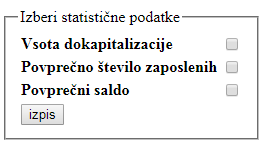 Izberi statistične podatke
Vsota dokapitalizacije
Povprečno število zaposlenih
Povprečni saldo
izpis